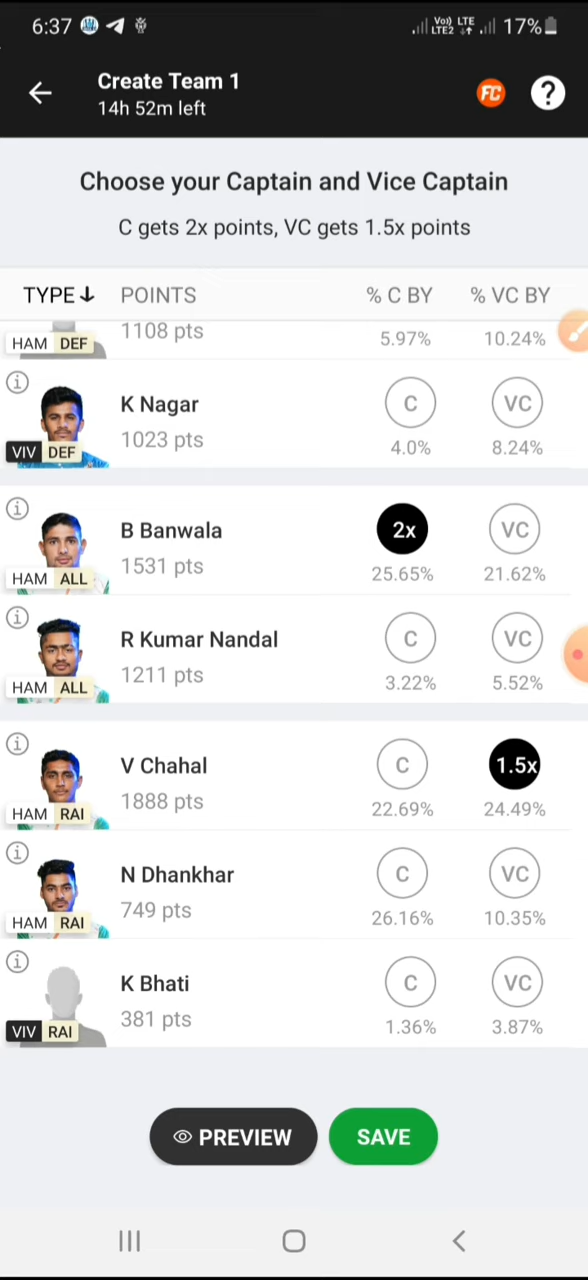 6:37 Vo)) LTE LTE2 17%
Create Team 1
14h 52m left
FC ?
Choose your Captain and Vice Captain
C gets 2x points, VC gets 1.5x points
TYPE POINTS % C BY % VC BY
HAM DEF 1108 pts 5.97% 10.24%
K Nagar C VC
VIV DEF 1023 pts 4.0% 8.24%
B Banwala 2x VC
HAM ALL 1531 pts 25.65% 21.62%
R Kumar Nandal C VC
HAM ALL 1211 pts 3.22% 5.52%
V Chahal C 1.5x
HAM RAI 1888 pts 22.69% 24.49%
N Dhankhar C VC
HAM RAI 749 pts 26.16% 10.35%
K Bhati C VC
VIV RAI 381 pts 1.36% 3.87%
PREVIEW SAVE